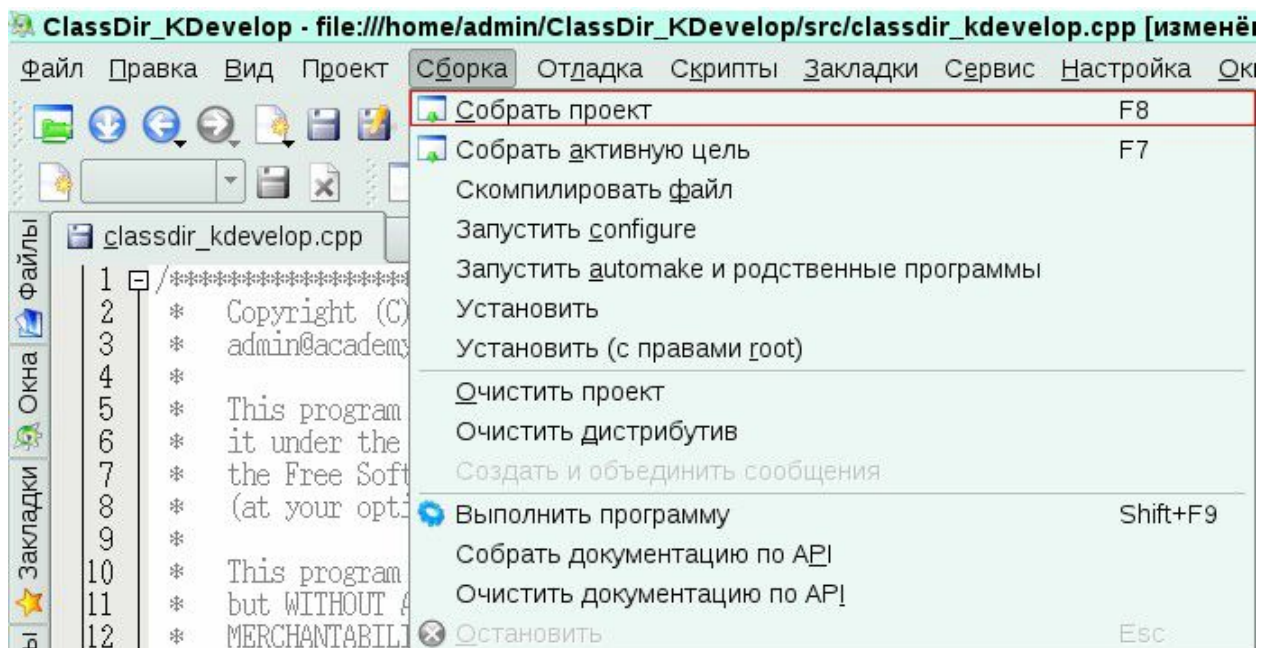 ClassDir_KDevelop - file:///home/admin/ClassDir_KDevelop/src/classdir_kdevelop.cpp [изменё
Файл Правка Вид Проект Сборка Отладка Скрипты Закладки Сервис Настройка Ок
Собрать проект F8
Собрать активную цель F7
Скомпилировать файл
Запустить configure
Запустить automake и родственные программы
Установить
Установить (с правами root)
Очистить проект
Очистить дистрибутив
Создать и объединить сообщения
Выполнить программу Shift+F9
Собрать документацию по API
Очистить документацию по API
Остановить Esc
Файлы
Окна
Закладки
classdir_kdevelop.cpp
1 /******************
2 * Copyright (C)
3 * admin@academy
4 *
5 * This program
6 * it under the
7 * the Free Soft
8 * (at your opti
9 *
10 * This program
11 * but WITHOUT A
12 * MERCHANTABILI